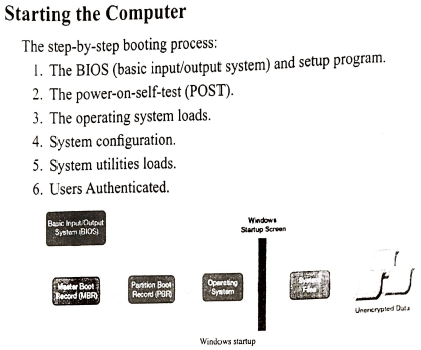 Starting the Computer
The step-by-step booting process:
1. The BIOS (basic input/output system) and setup program.
2. The power-on-self-test (POST).
3. The operating system loads.
4. System configuration.
5. System utilities loads.
6. Users Authenticated.
Basic Input/Output
System (BIOS)
Windows
Startup Screen
Master Boot
Record (MBR)
Partition Boot
Record (PBR)
Operating
System
Unencrypted Data
Windows startup